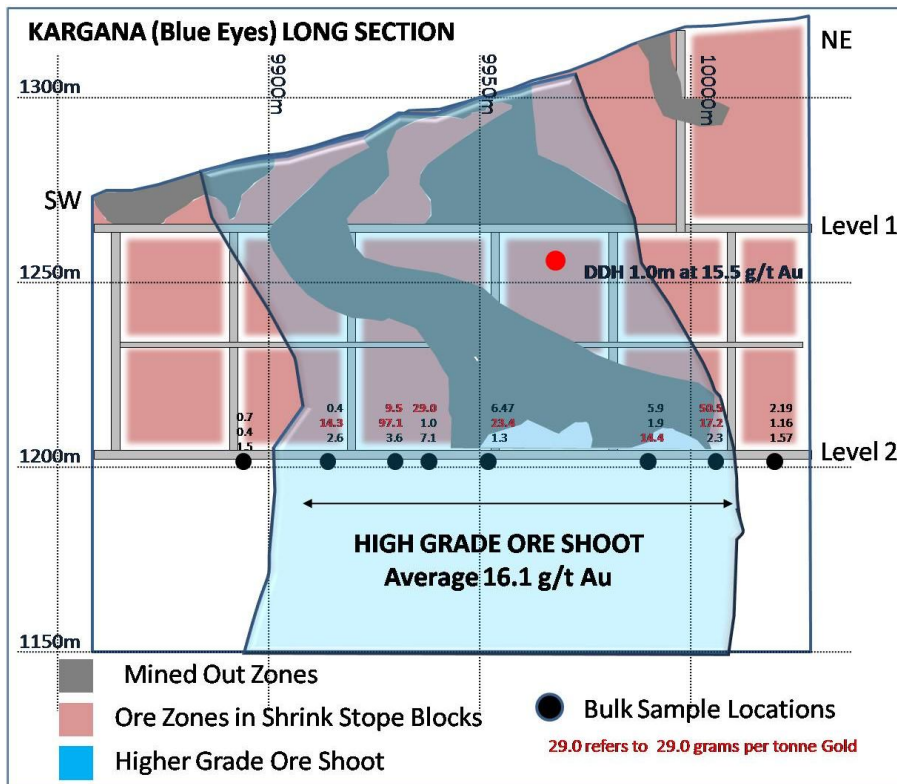 KARGANA (Blue Eyes) LONG SECTION
NE
1300m
9900m
9950m
10000m
SW
Level 1
1250m
DDH 1.0m at 15.5 g/t Au
0.7
0.4
1.5
0.4
14.3
2.6
9.5
97.1
3.6
29.0
1.0
7.1
6.47
23.4
1.3
5.9
1.9
14.4
50.5
17.2
2.3
2.19
1.16
1.57
1200m
Level 2
HIGH GRADE ORE SHOOT
Average 16.1 g/t Au
1150m
Mined Out Zones
Ore Zones in Shrink Stope Blocks
Higher Grade Ore Shoot
Bulk Sample Locations
29.0 refers to 29.0 grams per tonne Gold